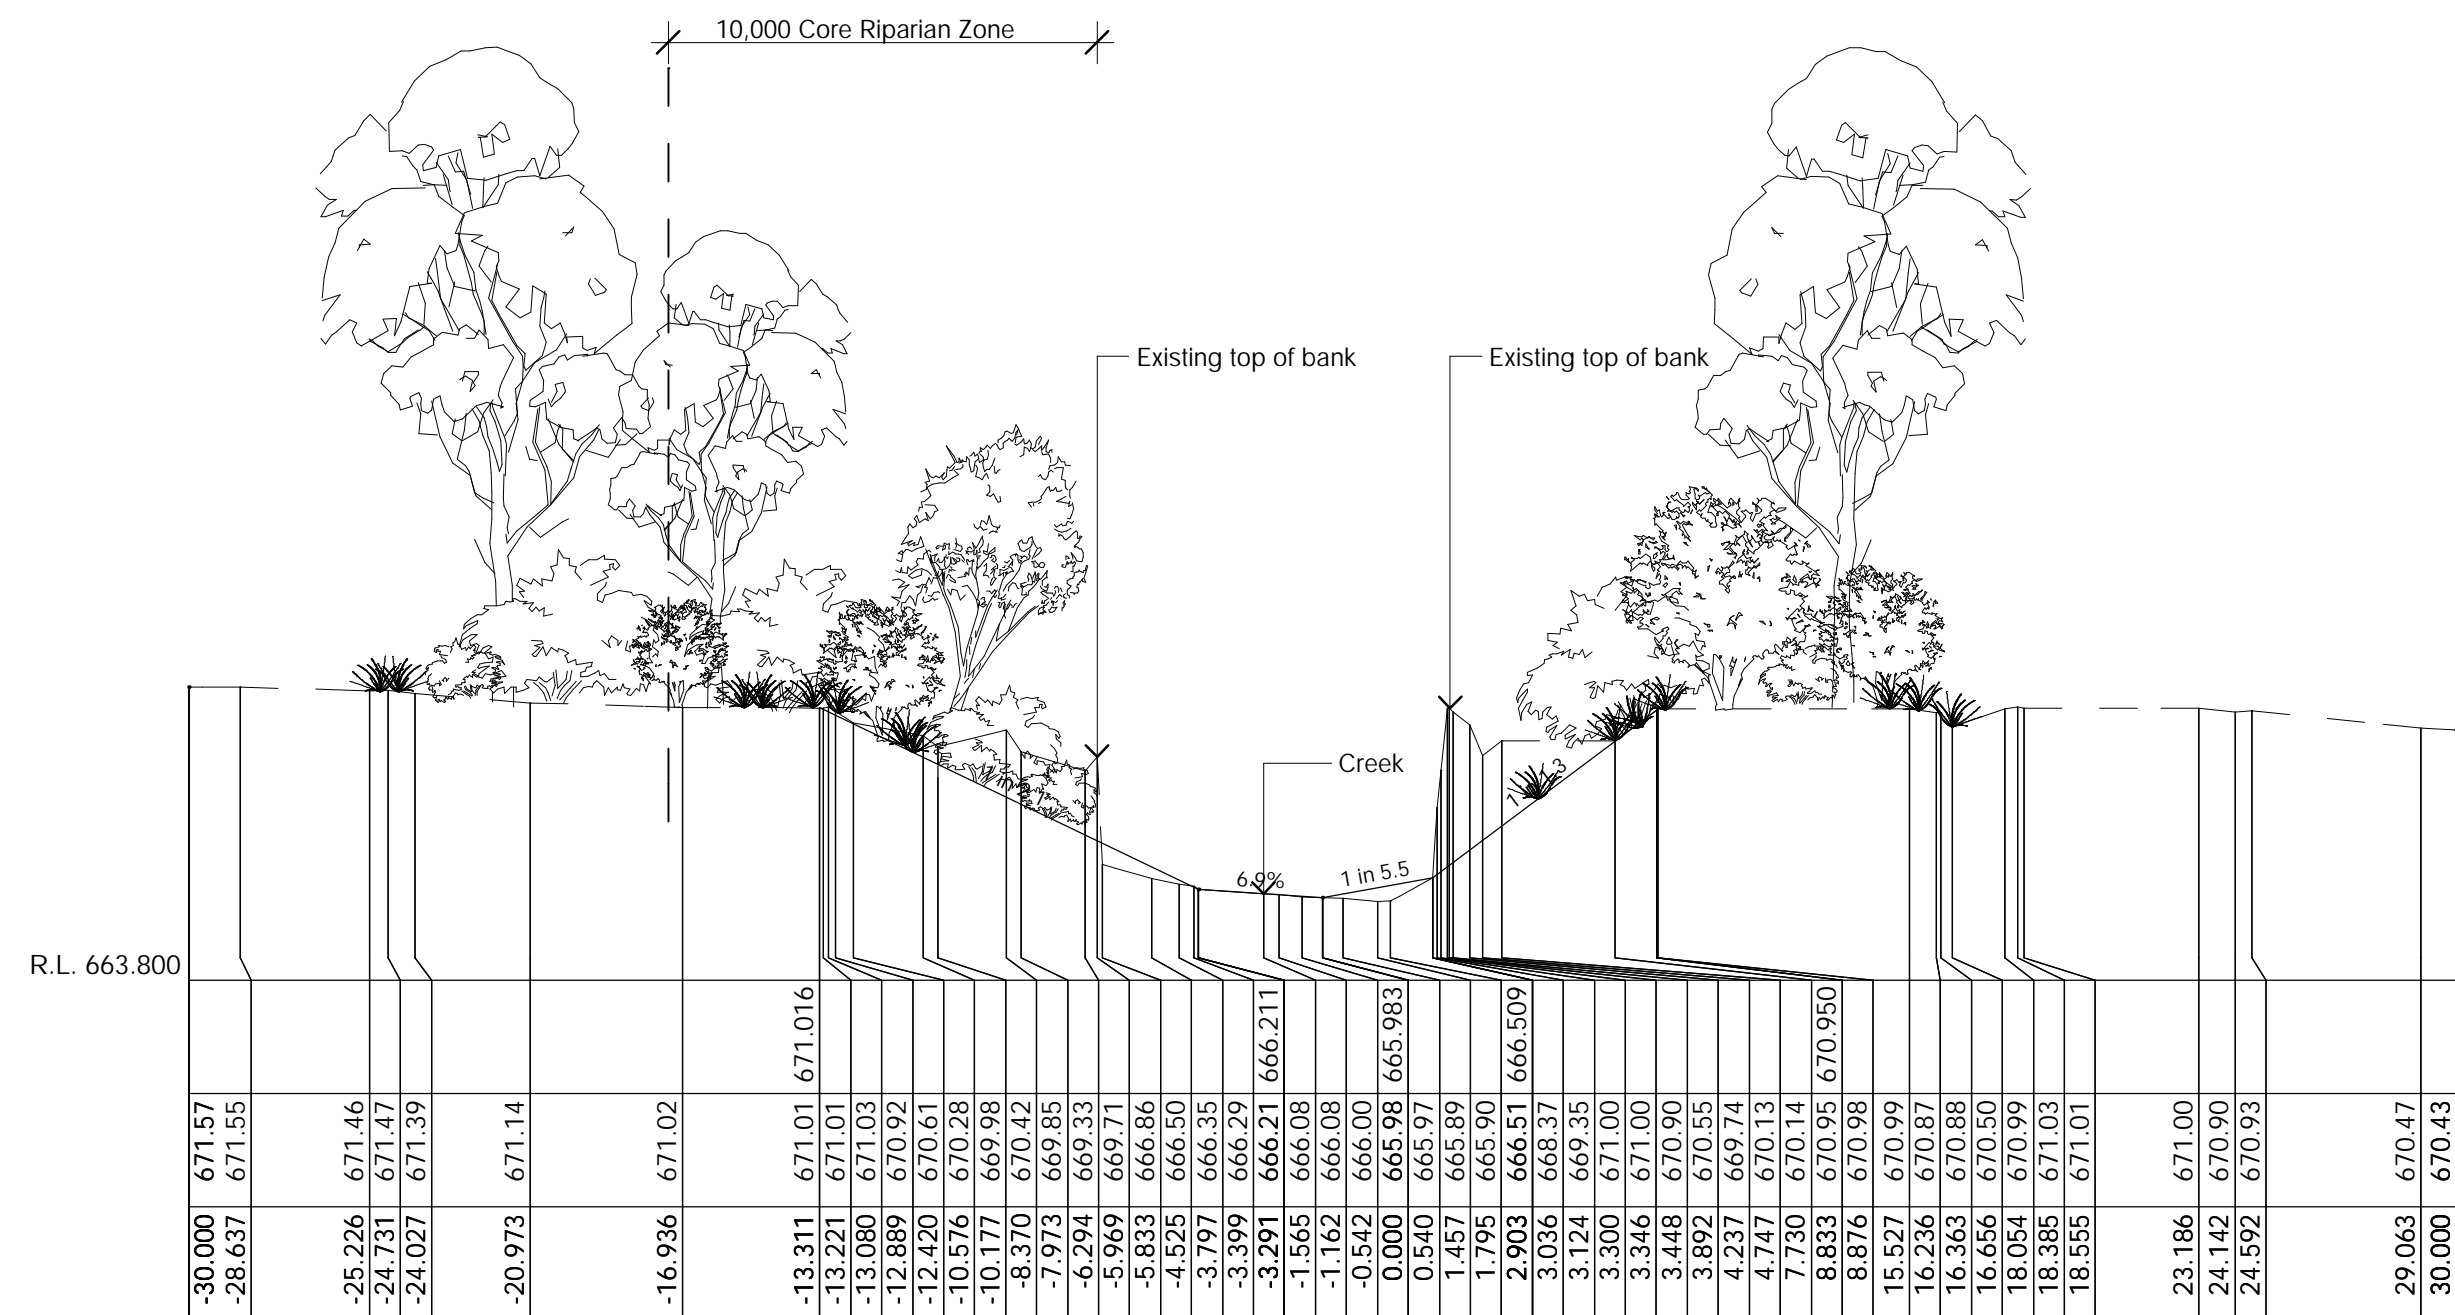 10,000 Core Riparian Zone
Existing top of bank
Existing top of bank
Creek
6.9%
1 in 5.5
R.L. 663.800
671.016 666.211 665.983 666.509 670.950
671.57 671.55 671.46 671.47 671.39 671.14 671.02 671.01 671.01 671.03 670.92 670.61 670.28 669.98 670.42 669.85 669.33 669.71 666.86 666.50 666.35 666.29 666.21 666.08 666.08 666.00 665.98 665.97 665.89 665.90 666.51 668.37 669.35 671.00 671.00 670.90 670.55 669.74 670.13 670.14 670.95 670.98 670.99 670.87 670.88 670.50 670.99 671.03 671.01 671.00 670.90 670.93 670.47 670.43
-30.000 -28.637 -25.226 -24.731 -24.027 -20.973 -16.936 -13.311 -13.221 -13.080 -12.889 -12.420 -10.576 -10.177 -8.370 -7.973 -6.294 -5.969 -5.833 -4.525 -3.797 -3.399 -3.291 -1.565 -1.162 -0.542 0.000 0.540 1.457 1.795 2.903 3.036 3.124 3.300 3.346 3.448 3.892 4.237 4.747 7.730 8.833 8.876 15.527 16.236 16.363 16.656 18.054 18.385 18.555 23.186 24.142 24.592 29.063 30.000